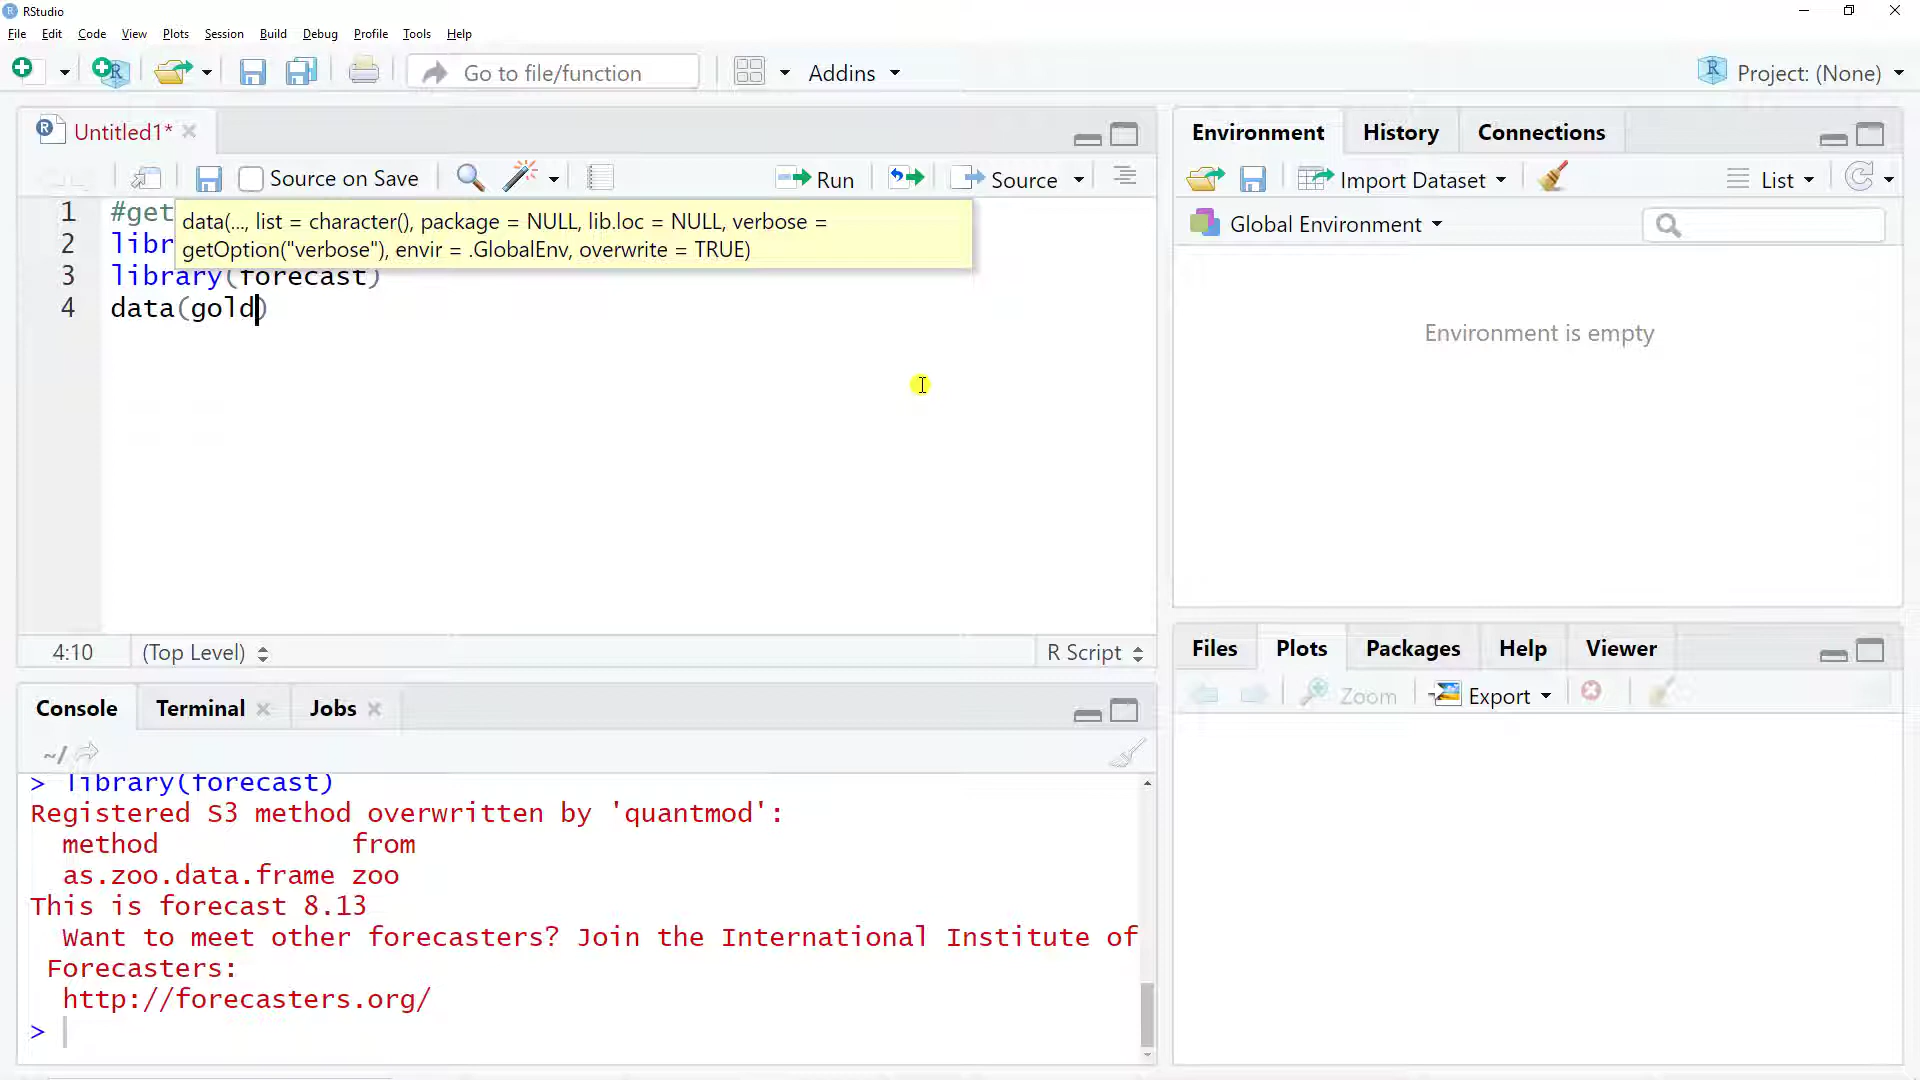 RStudio
File Edit Code View Plots Session Build Debug Profile Tools Help
Go to file/function Addins Project: (None)
Untitled1*
Source on Save Run Source
1 #get
data(..., list = character(), package = NULL, lib.loc = NULL, verbose =
getOption("verbose"), envir = .GlobalEnv, overwrite = TRUE)
2 libr
3 library(forecast)
4 data(gold)
4:10 (Top Level) R Script
Console Terminal Jobs
~/
> library(forecast)
Registered S3 method overwritten by 'quantmod':
method from
as.zoo.data.frame zoo
This is forecast 8.13
Want to meet other forecasters? Join the International Institute of
Forecasters:
http://forecasters.org/
>
Environment History Connections
Import Dataset List
Global Environment
Environment is empty
Files Plots Packages Help Viewer
Zoom Export